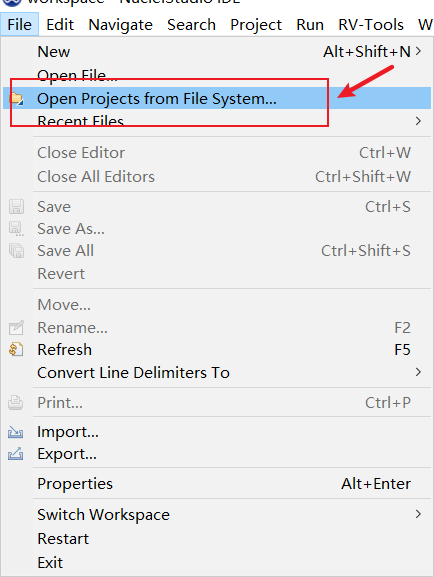 workspace - NucleiStudio IDE
File Edit Navigate Search Project Run RV-Tools W
New Alt+Shift+N
Open File...
Open Projects from File System...
Recent Files
Close Editor Ctrl+W
Close All Editors Ctrl+Shift+W
Save Ctrl+S
Save As...
Save All Ctrl+Shift+S
Revert
Move...
Rename... F2
Refresh F5
Convert Line Delimiters To
Print... Ctrl+P
Import...
Export...
Properties Alt+Enter
Switch Workspace
Restart
Exit